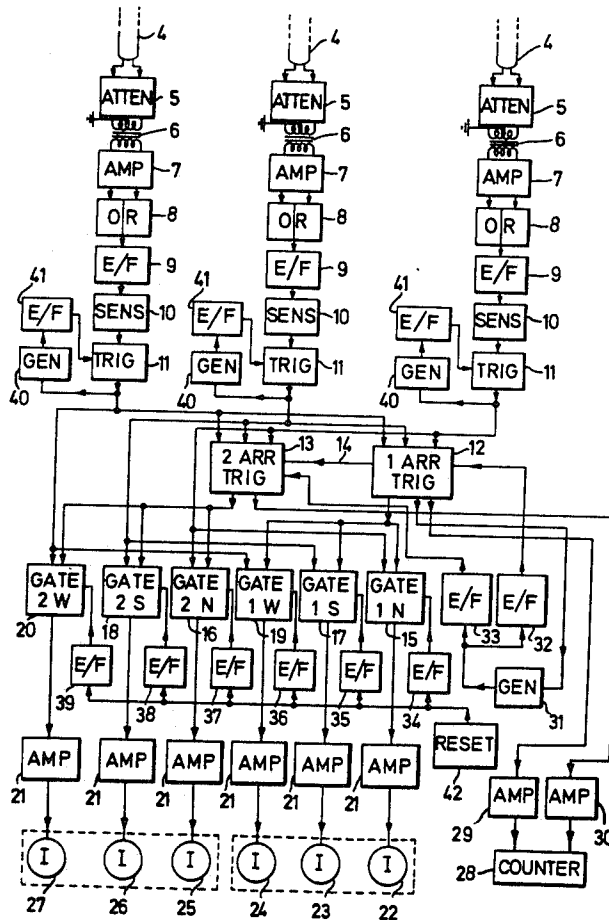 4 4 4
ATTEN 5 ATTEN 5 ATTEN 5
6 6 6
AMP 7 AMP 7 AMP 7
OR 8 OR 8 OR 8
E/F 9 E/F 9 E/F 9
41 41 41
E/F SENS 10 E/F SENS 10 E/F SENS 10
GEN TRIG 11 GEN TRIG 11 GEN TRIG 11
40 40 40
13 12
2 ARR TRIG 14 1 ARR TRIG
GATE 2 W GATE 2 S GATE 2 N GATE 1 W GATE 1 S GATE 1 N E/F E/F
20 18 16 19 17 15 33 32
E/F E/F E/F E/F E/F E/F GEN
39 38 37 36 35 34 31
RESET
42
AMP AMP AMP AMP AMP AMP AMP AMP
21 21 21 21 21 21 29 30
I I I I I I COUNTER
27 26 25 24 23 22 28